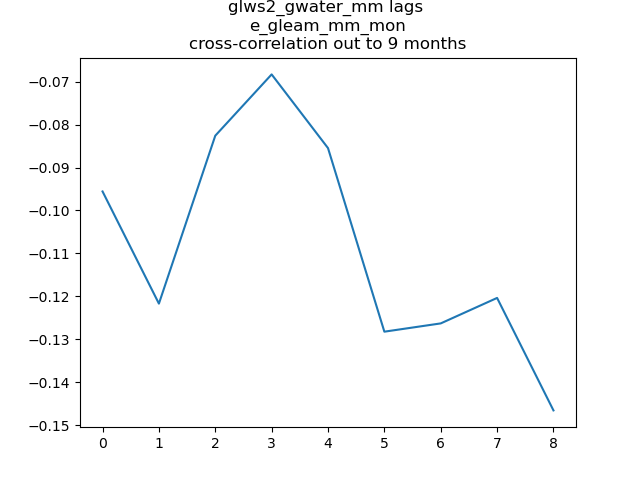 glws2_gwater_mm lags
e_gleam_mm_mon
cross-correlation out to 9 months
−0.07
−0.08
−0.09
−0.10
−0.11
−0.12
−0.13
−0.14
−0.15
0 1 2 3 4 5 6 7 8